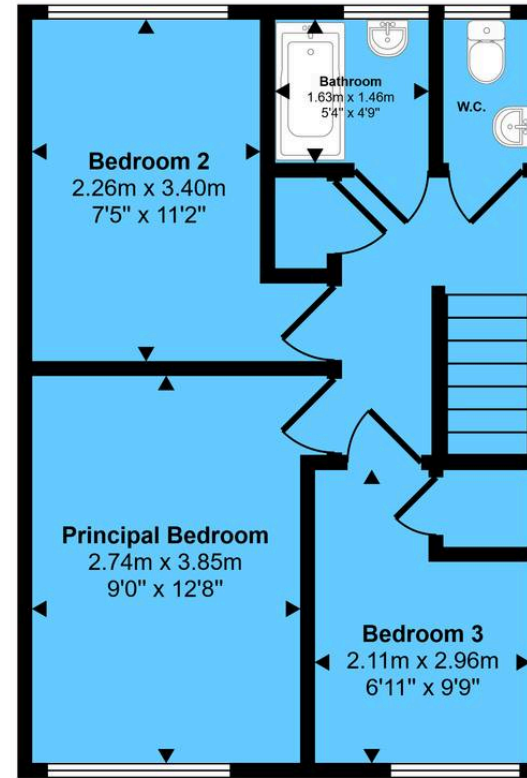 Bathroom
1.63m x 1.46m
5'4" x 4'9"
W.C.
Bedroom 2
2.26m x 3.40m
7'5" x 11'2"
Principal Bedroom
2.74m x 3.85m
9'0" x 12'8"
Bedroom 3
2.11m x 2.96m
6'11" x 9'9"